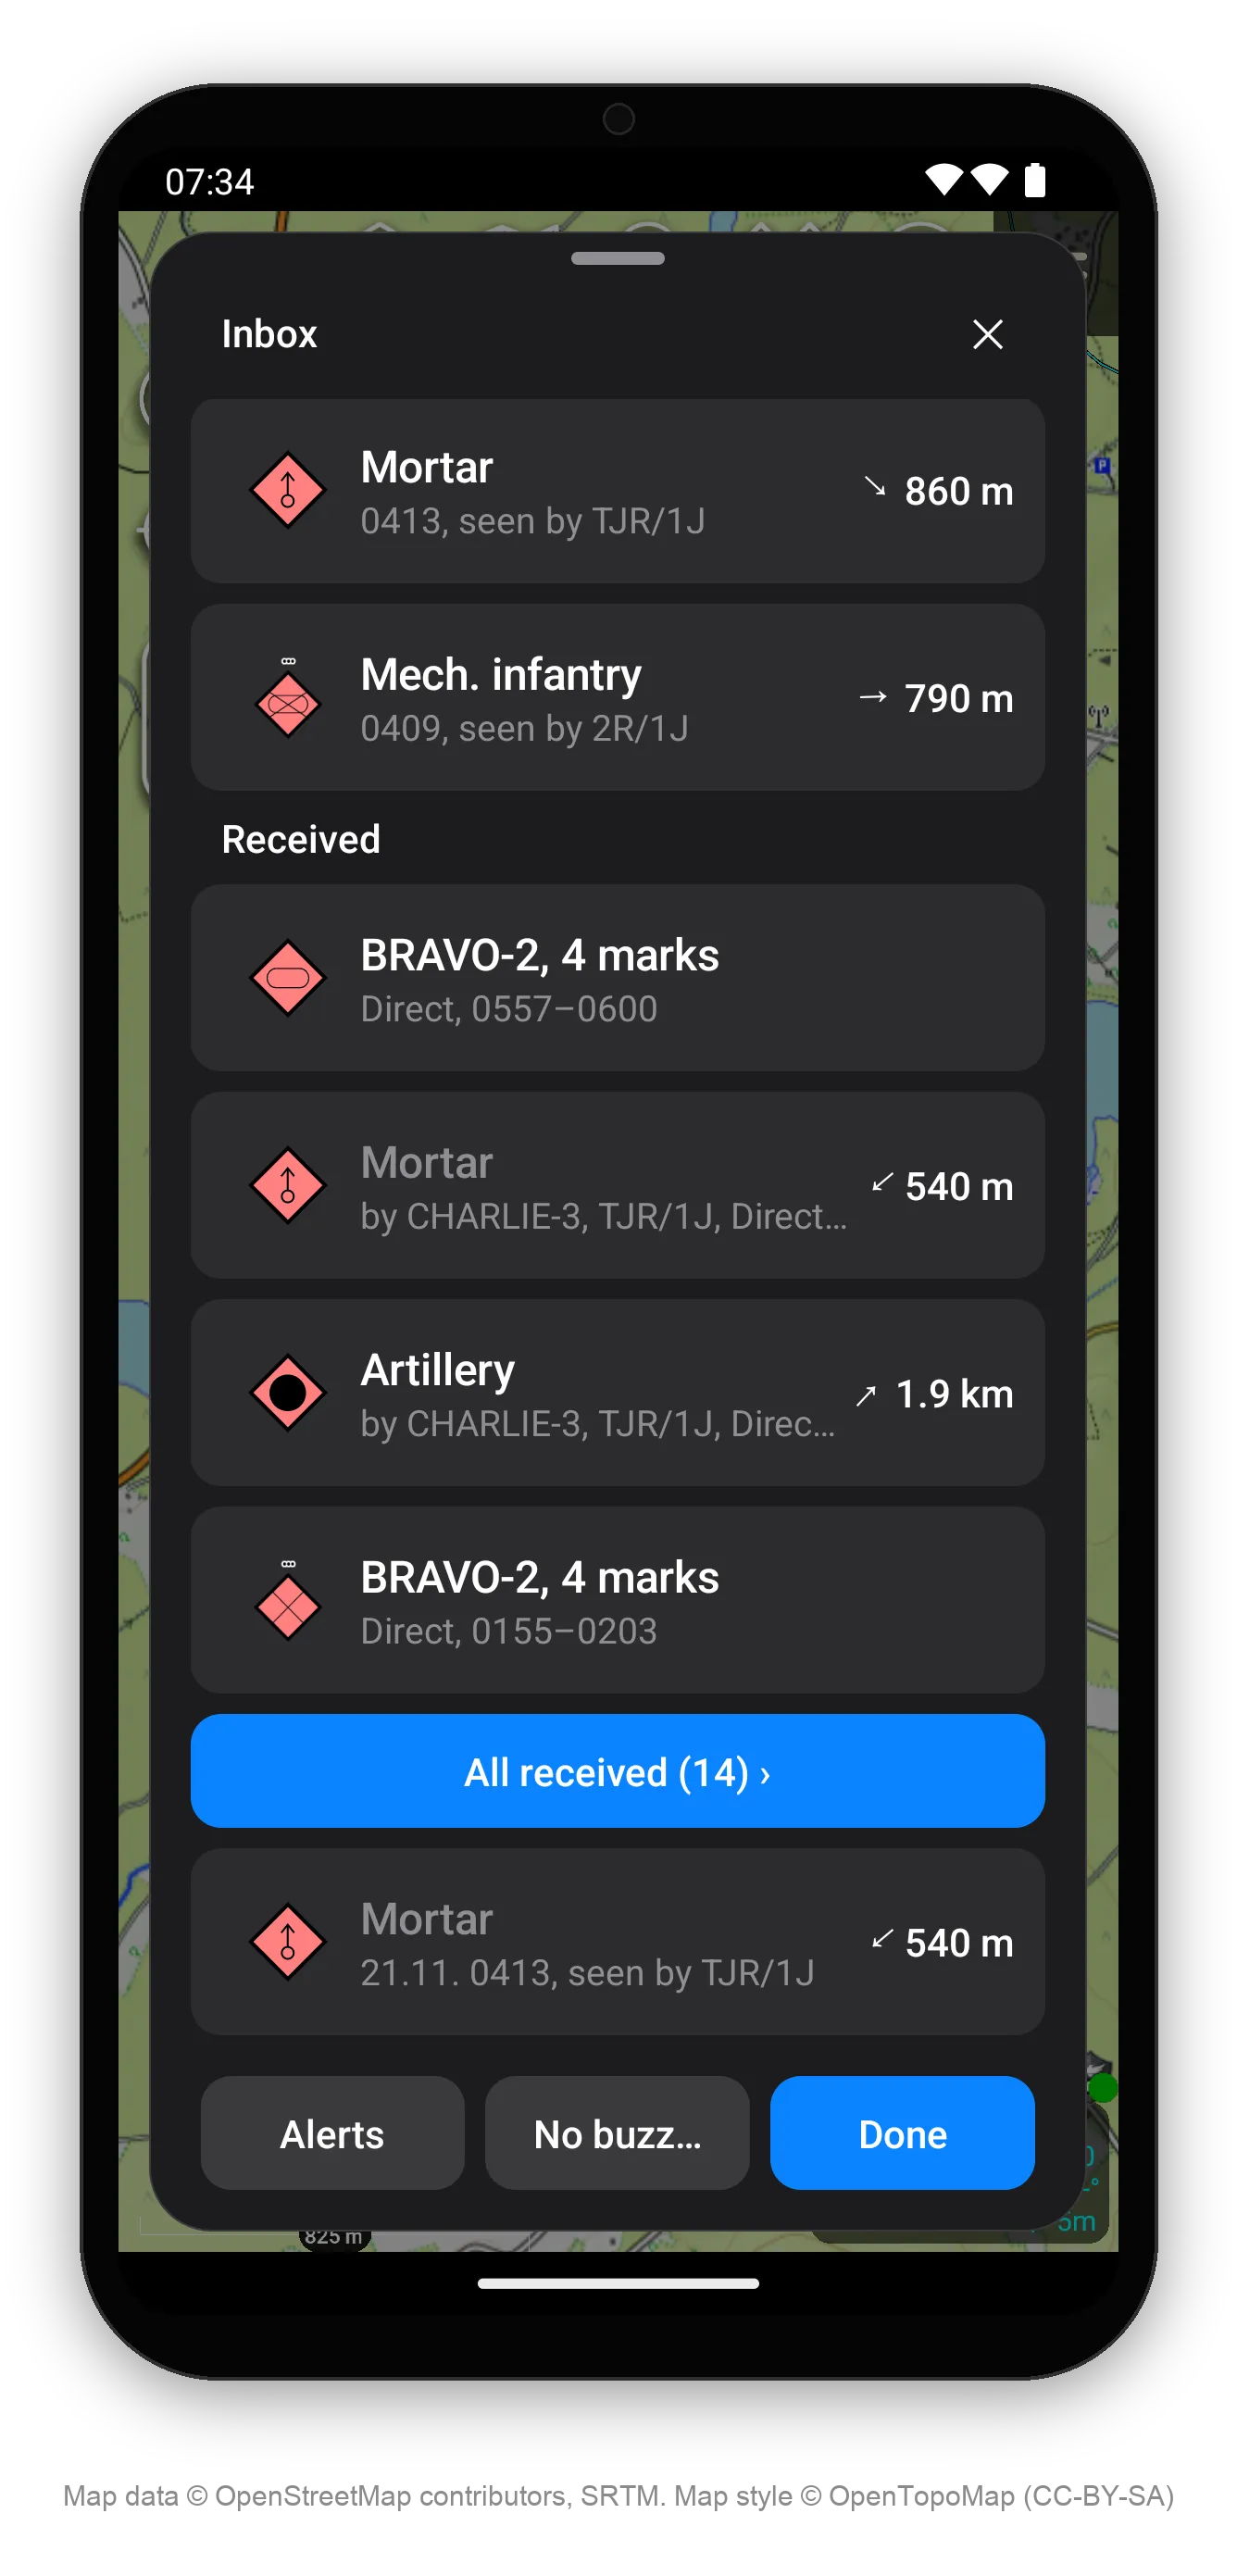 07:34
Inbox
Mortar
0413, seen by TJR/1J
860 m
Mech. infantry
0409, seen by 2R/1J
790 m
Received
BRAVO-2, 4 marks
Direct, 0557–0600
Mortar
by CHARLIE-3, TJR/1J, Direct…
540 m
Artillery
by CHARLIE-3, TJR/1J, Direc…
1.9 km
BRAVO-2, 4 marks
Direct, 0155–0203
All received (14) ›
Mortar
21.11. 0413, seen by TJR/1J
540 m
Alerts
No buzz…
Done
825 m
5m
Map data © OpenStreetMap contributors, SRTM. Map style © OpenTopoMap (CC-BY-SA)